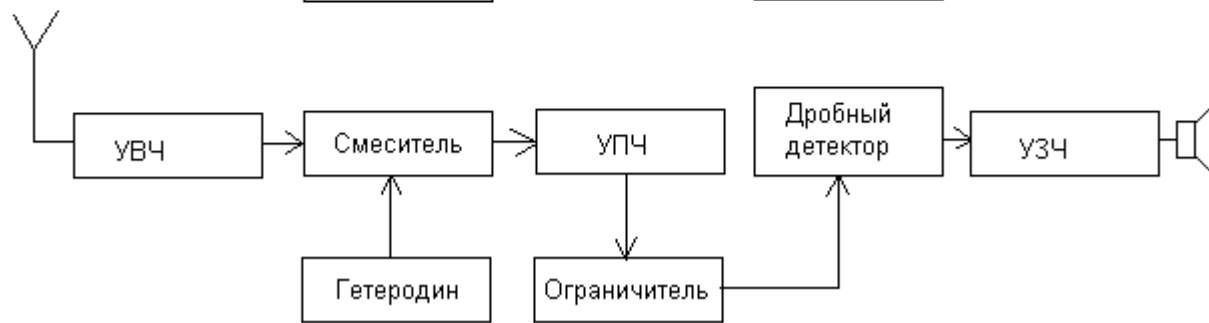 УВЧ
Смеситель
УПЧ
Дробный
детектор
УЗЧ
Гетеродин
Ограничитель